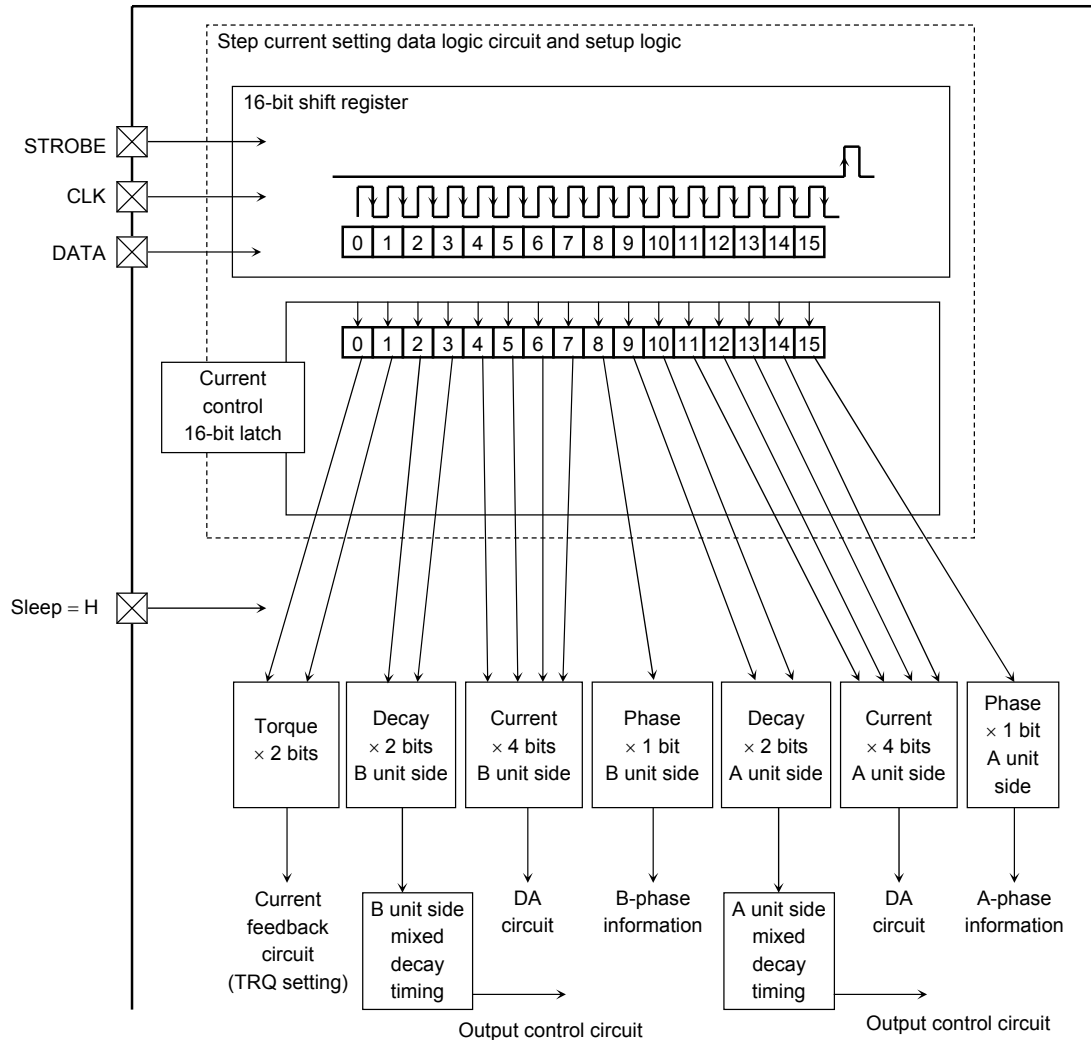 Step current setting data logic circuit and setup logic
16-bit shift register
STROBE
CLK
DATA
0 1 2 3 4 5 6 7 8 9 10 11 12 13 14 15
0 1 2 3 4 5 6 7 8 9 10 11 12 13 14 15
Current
control
16-bit latch
Sleep = H
Torque
× 2 bits
Decay
× 2 bits
B unit side
Current
× 4 bits
B unit side
Phase
× 1 bit
B unit side
Decay
× 2 bits
A unit side
Current
× 4 bits
A unit side
Phase
× 1 bit
A unit
side
Current
feedback
circuit
(TRQ setting)
B unit side
mixed
decay
timing
DA
circuit
B-phase
information
A unit side
mixed
decay
timing
DA
circuit
A-phase
information
Output control circuit
Output control circuit